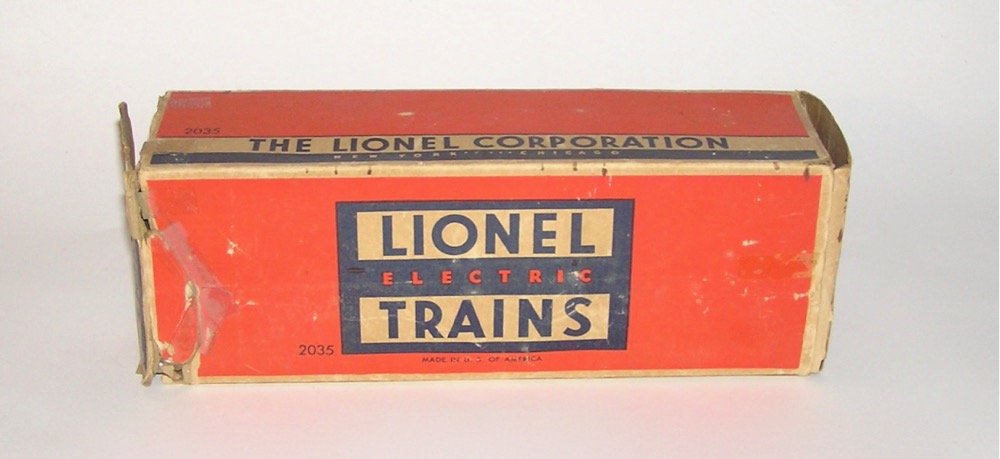 2035
THE LIONEL CORPORATION
NEW YORK CHICAGO
LIONEL
ELECTRIC
TRAINS
2035
MADE IN U. S. OF AMERICA